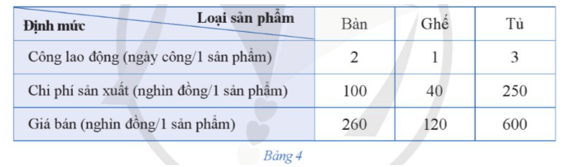 Loại sản phẩm
Định mức
Bàn Ghế Tủ
Công lao động (ngày công/1 sản phẩm) 2 1 3
Chi phí sản xuất (nghìn đồng/1 sản phẩm) 100 40 250
Giá bán (nghìn đồng/1 sản phẩm) 260 120 600
Bảng 4